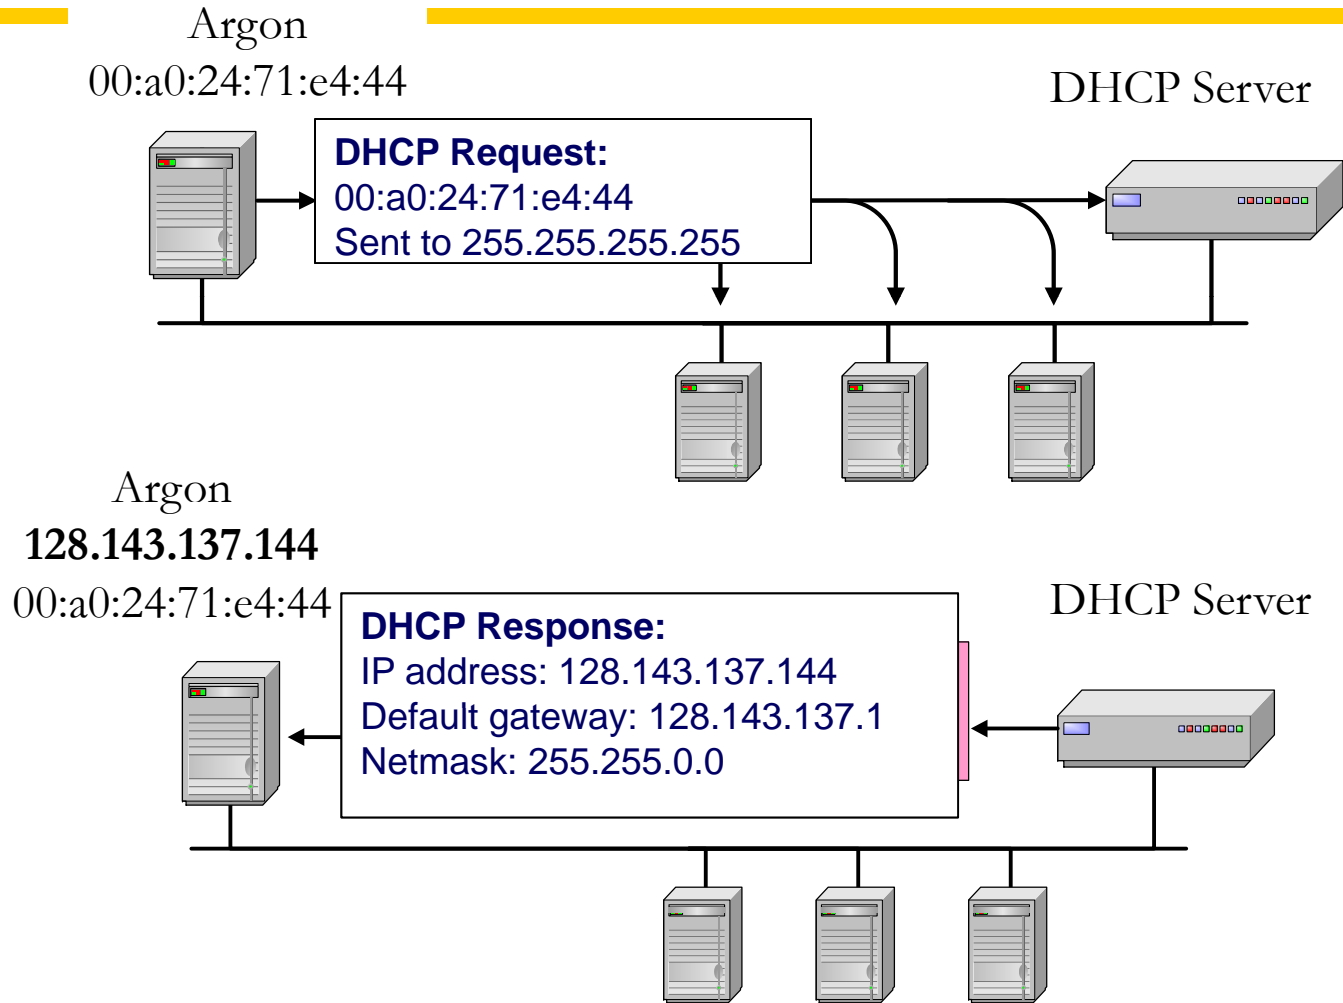 Argon
00:a0:24:71:e4:44
DHCP Server
DHCP Request:
00:a0:24:71:e4:44
Sent to 255.255.255.255
Argon
128.143.137.144
00:a0:24:71:e4:44
DHCP Server
DHCP Response:
IP address: 128.143.137.144
Default gateway: 128.143.137.1
Netmask: 255.255.0.0